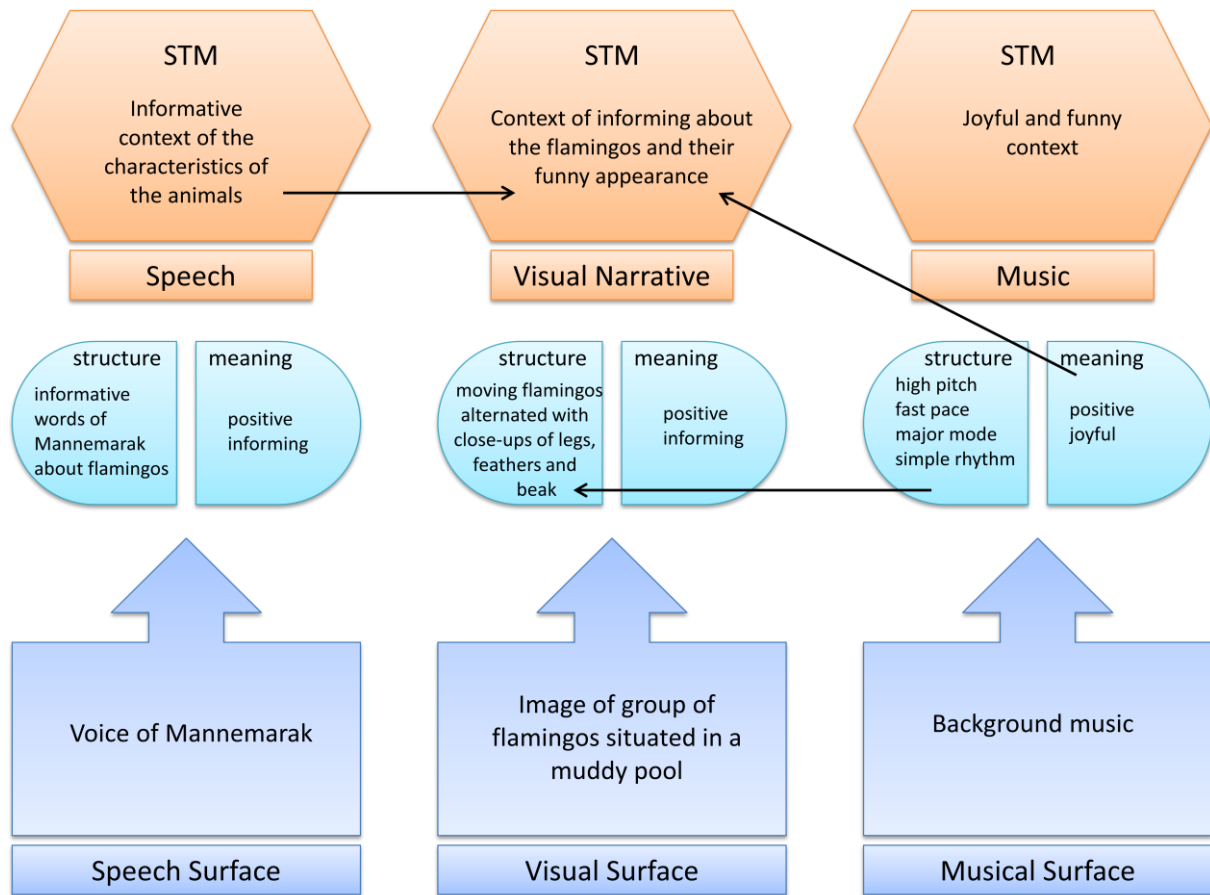 STM
Informative
context of the
characteristics of
the animals
Speech
STM
Context of informing about
the flamingos and their
funny appearance
Visual Narrative
STM
Joyful and funny
context
Music
structure
informative
words of
Mannemarak
about flamingos
meaning
positive
informing
structure
moving flamingos
alternated with
close-ups of legs,
feathers and
beak
meaning
positive
informing
structure
high pitch
fast pace
major mode
simple rhythm
meaning
positive
joyful
Voice of Mannemarak
Speech Surface
Image of group of
flamingos situated in a
muddy pool
Visual Surface
Background music
Musical Surface